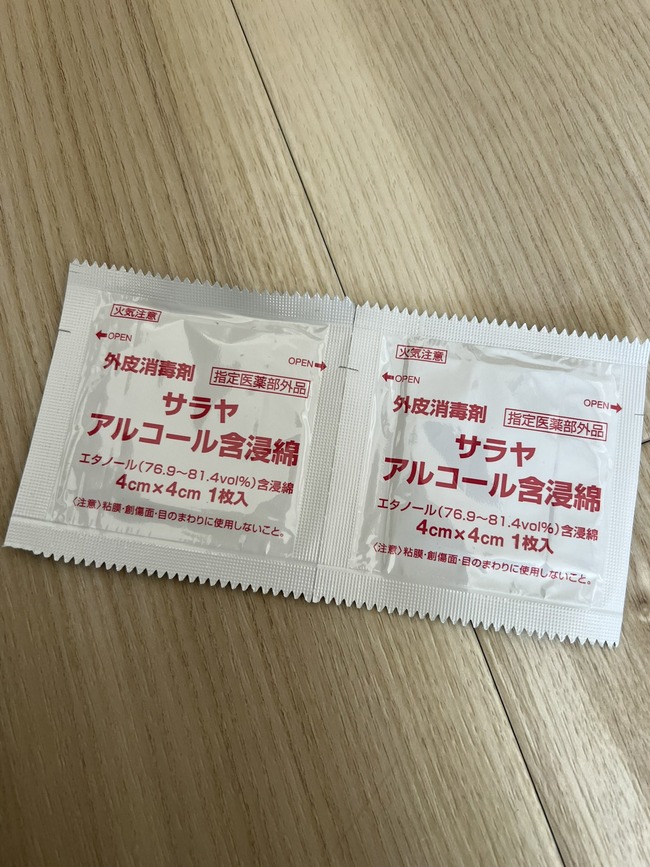 火気注意
OPEN
OPEN
外皮消毒剤 指定医薬部外品
サラヤ
アルコール含浸綿
エタノール(76.9〜81.4vol%)含浸綿
4cm×4cm 1枚入
〈注意〉粘膜・創傷面・目のまわりに使用しないこと。
火気注意
OPEN
OPEN
外皮消毒剤 指定医薬部外品
サラヤ
アルコール含浸綿
エタノール(76.9〜81.4vol%)含浸綿
4cm×4cm 1枚入
〈注意〉粘膜・創傷面・目のまわりに使用しないこと。